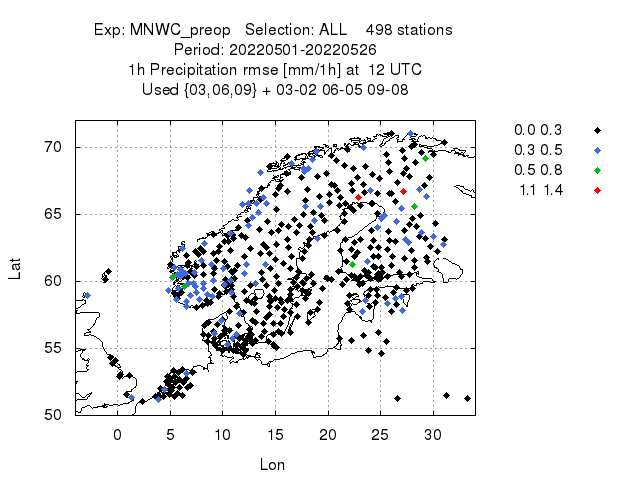 Exp: MNWC_preop Selection: ALL 498 stations
Period: 20220501-20220526
1h Precipitation rmse [mm/1h] at 12 UTC
Used {03,06,09} + 03-02 06-05 09-08
0.0 0.3
0.3 0.5
0.5 0.8
1.1 1.4
70
65
60
55
50
Lat
0 5 10 15 20 25 30
Lon